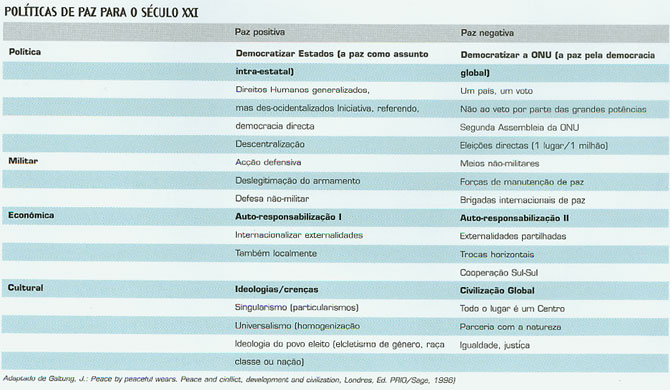 POLÍTICAS DE PAZ PARA O SÉCULO XXI
Paz positiva Paz negativa
Política Democratizar Estados (a paz como assunto Democratizar a ONU (a paz pela democracia
intra-estatal) global)
Direitos Humanos generalizados, Um país, um voto
mas des-ocidentalizados Iniciativa, referendo, Não ao veto por parte das grandes potências
democracia directa Segunda Assembleia da ONU
Descentralização Eleições directas (1 lugar/1 milhão)
Militar Acção defensiva Meios não-militares
Deslegitimação do armamento Forças de manutenção de paz
Defesa não-militar Brigadas internacionais de paz
Económica Auto-responsabilização I Auto-responsabilização II
Internacionalizar externalidades Externalidades partilhadas
Também localmente Trocas horizontais
Cooperação Sul-Sul
Cultural Ideologias/crenças Civilização Global
Singularismo (particularismos) Todo o lugar é um Centro
Universalismo (homogenização Parceria com a natureza
Ideologia do povo eleito (elcletismo de género, raça Igualdade, justiça
classe ou nação)
Adaptado de Galtung, J.: Peace by peaceful wears. Peace and cinflict, development and civilization, Londres, Ed. PRIO/Sage, 1996)